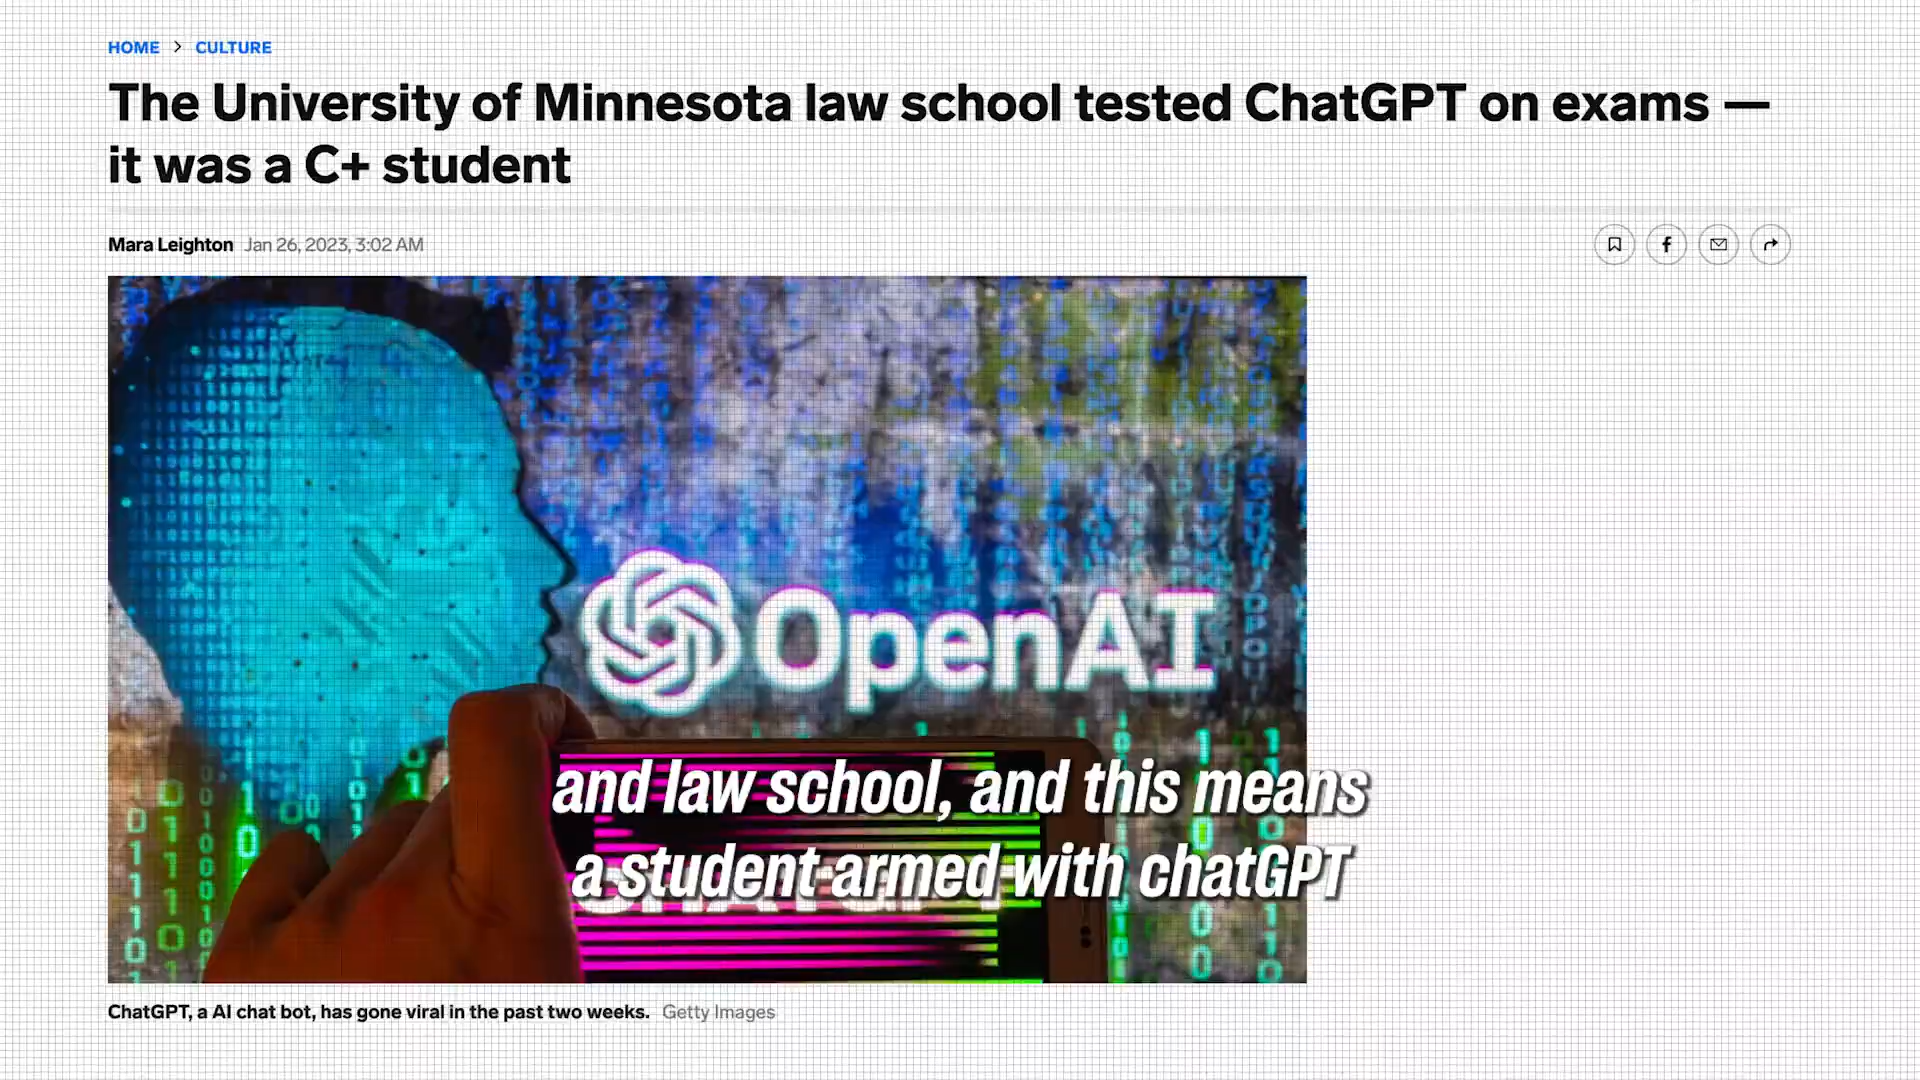 HOME > CULTURE
The University of Minnesota law school tested ChatGPT on exams —
it was a C+ student
Mara Leighton Jan 26, 2023, 3:02 AM
OpenAI
and law school, and this means
a student armed with chatGPT
ChatGPT, a AI chat bot, has gone viral in the past two weeks. Getty Images